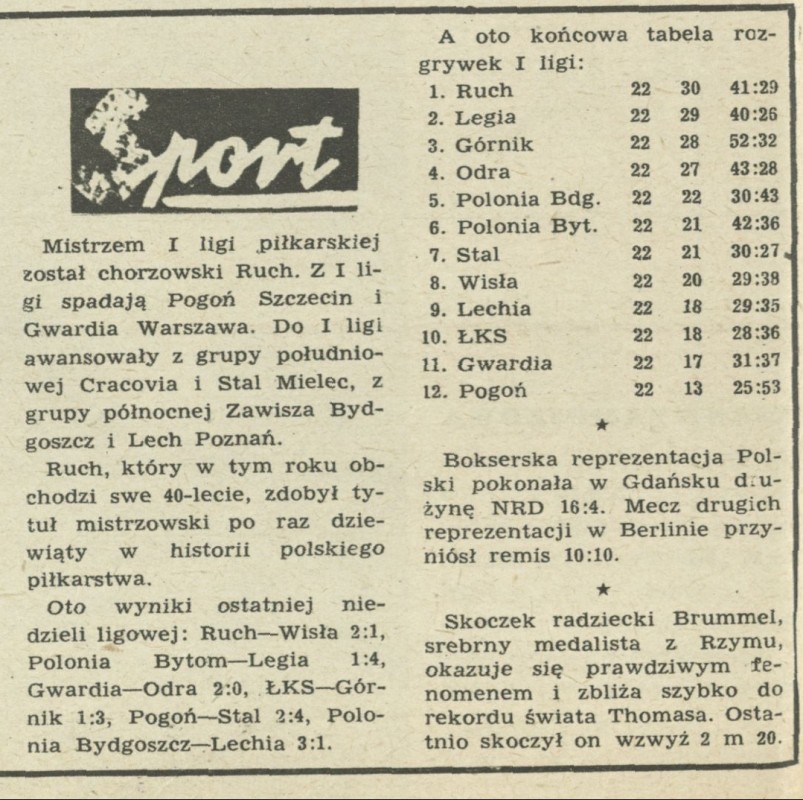 Sport
Mistrzem I ligi piłkarskiej
został chorzowski Ruch. Z I li-
gi spadają Pogoń Szczecin i
Gwardia Warszawa. Do I ligi
awansowały z grupy południo-
wej Cracovia i Stal Mielec, z
grupy północnej Zawisza Byd-
goszcz i Lech Poznań.
Ruch, który w tym roku ob-
chodzi swe 40-lecie, zdobył ty-
tuł mistrzowski po raz dzie-
wiąty w historii polskiego
piłkarstwa.
Oto wyniki ostatniej nie-
dzieli ligowej: Ruch—Wisła 2:1,
Polonia Bytom—Legia 1:4,
Gwardia—Odra 2:0, ŁKS—Gór-
nik 1:3, Pogoń—Stal 2:4, Polo-
nia Bydgoszcz—Lechia 3:1.
A oto końcowa tabela roz-
grywek I ligi:
1. Ruch 22 30 41:29
2. Legia 22 29 40:26
3. Górnik 22 28 52:32
4. Odra 22 27 43:28
5. Polonia Bdg. 22 22 30:43
6. Polonia Byt. 22 21 42:36
7. Stal 22 21 30:27
8. Wisła 22 20 29:38
9. Lechia 22 18 29:35
10. ŁKS 22 18 28:36
11. Gwardia 22 17 31:37
12. Pogoń 22 13 25:53
★
Bokserska reprezentacja Pol-
ski pokonała w Gdańsku dru-
żynę NRD 16:4. Mecz drugich
reprezentacji w Berlinie przy-
niósł remis 10:10.
★
Skoczek radziecki Brummel,
srebrny medalista z Rzymu,
okazuje się prawdziwym fe-
nomenem i zbliża szybko do
rekordu świata Thomasa. Osta-
tnio skoczył on wzwyż 2 m 20.